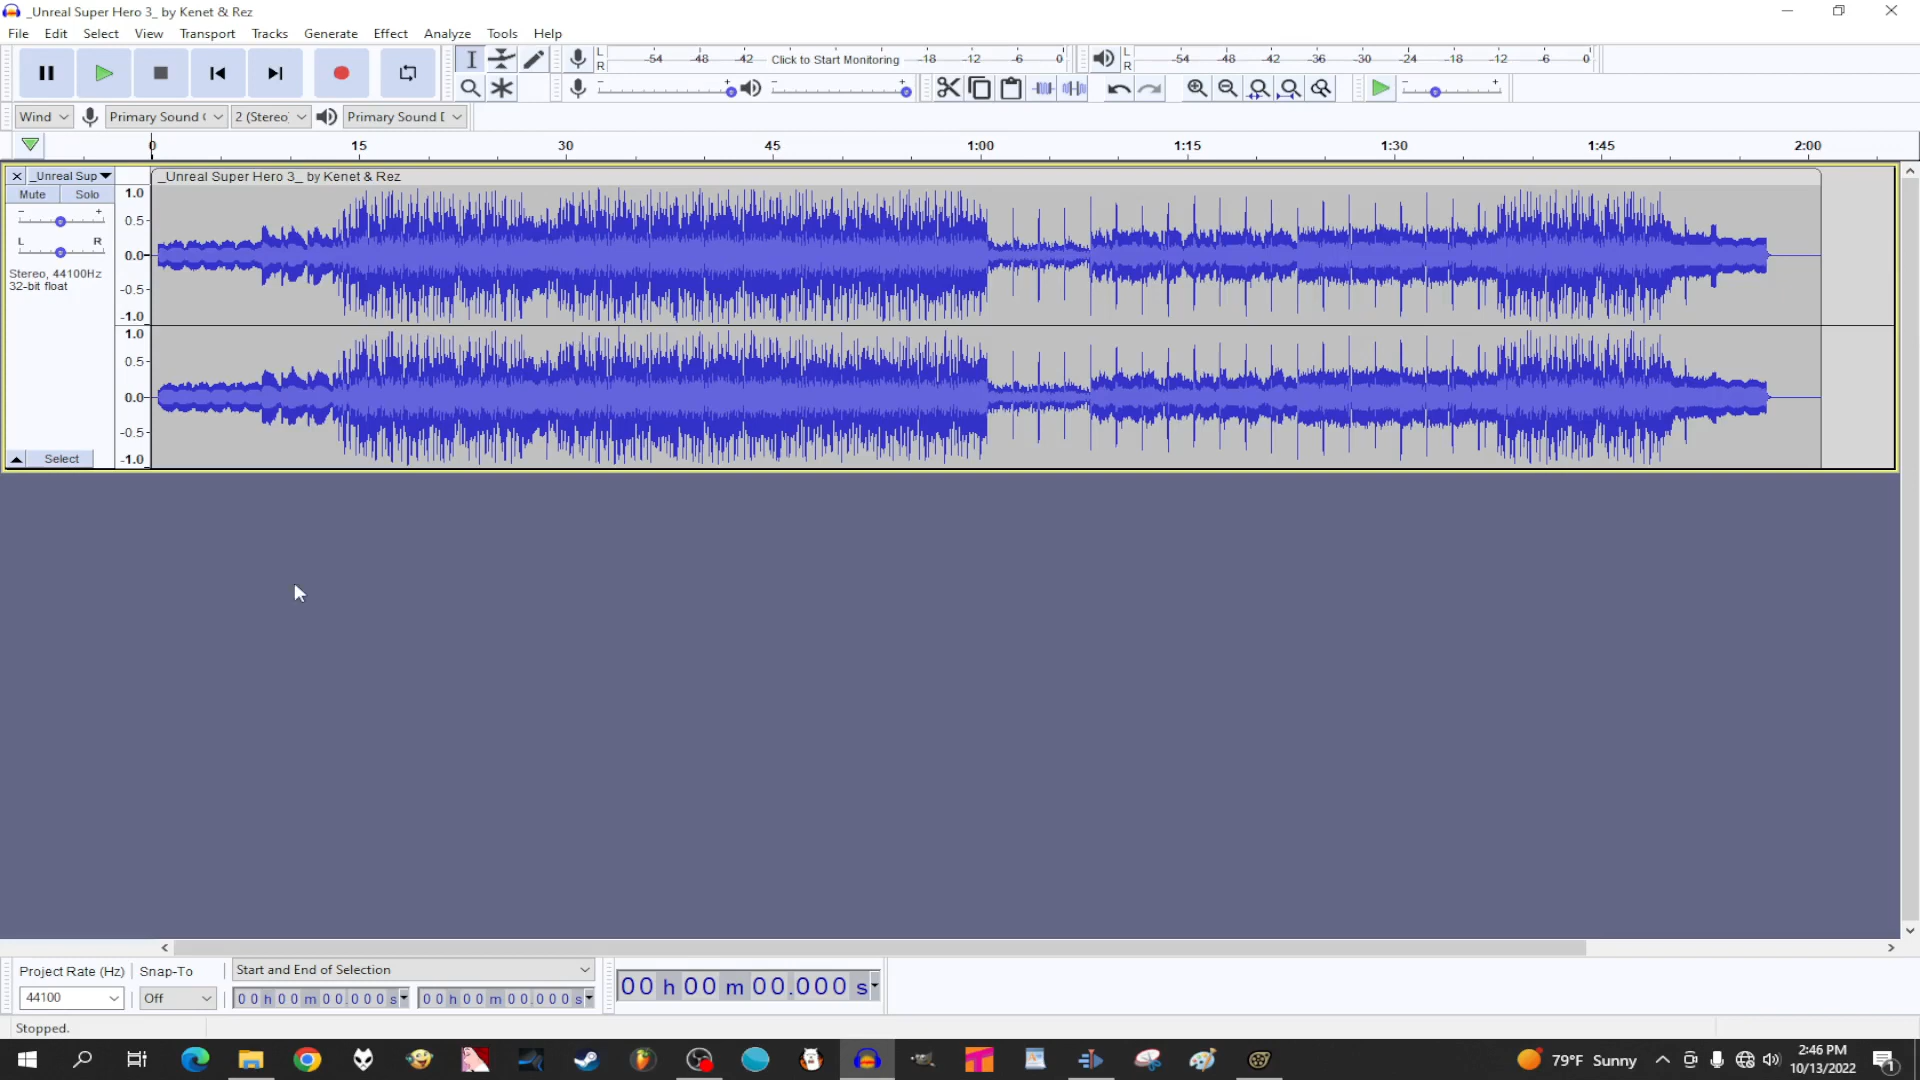 _Unreal Super Hero 3_ by Kenet & Rez
File Edit Select View Transport Tracks Generate Effect Analyze Tools Help
L R -54 -48 -42 Click to Start Monitoring -18 -12 -6 0
L R -54 -48 -42 -36 -30 -24 -18 -12 -6 0
Wind Primary Sound 2 (Stereo) Primary Sound
0 15 30 45 1:00 1:15 1:30 1:45 2:00
_Unreal Sup
_Unreal Super Hero 3_ by Kenet & Rez
Mute Solo
- +
L R
Stereo, 44100Hz
32-bit float
Select
1.0
0.5
0.0
-0.5
-1.0
1.0
0.5
0.0
-0.5
-1.0
Project Rate (Hz) Snap-To Start and End of Selection
44100 Off 00 h 00 m 00.000 s 00 h 00 m 00.000 s
00 h 00 m 00.000 s
Stopped.
79°F Sunny
2:46 PM
10/13/2022
1